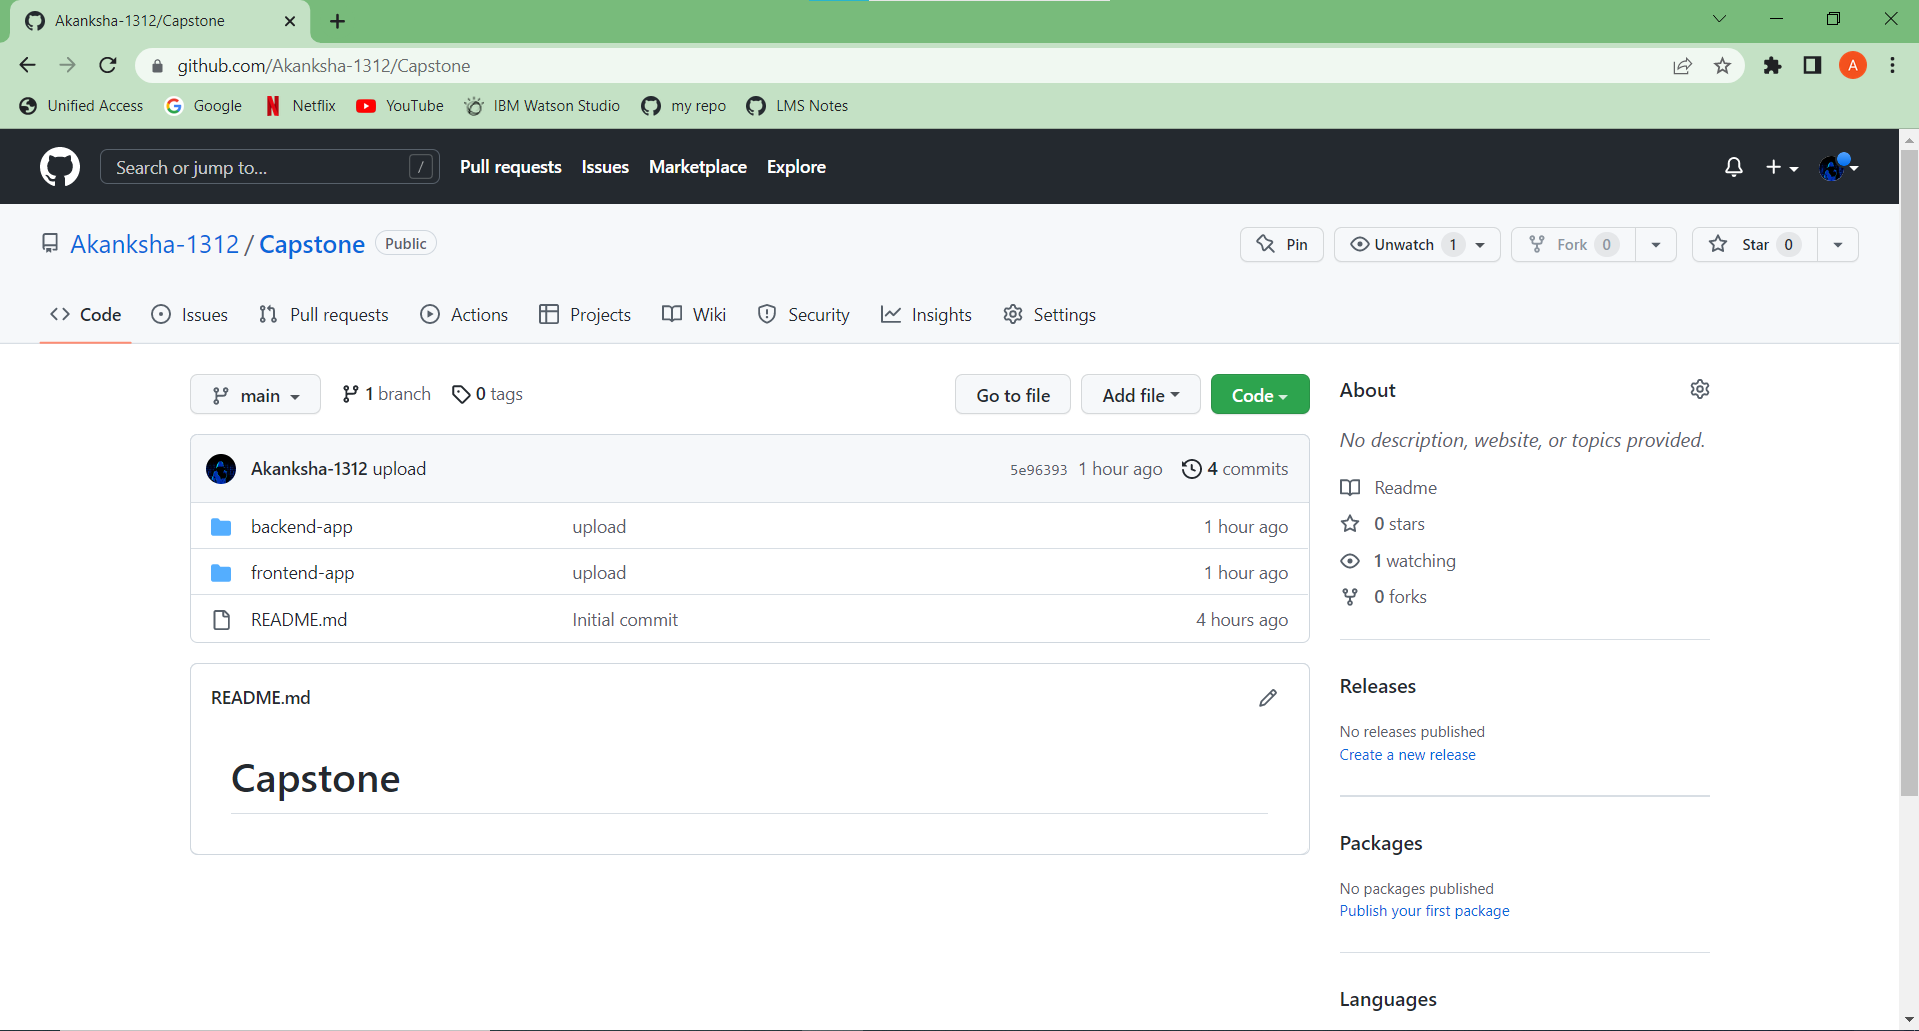 Akanksha-1312/Capstone
github.com/Akanksha-1312/Capstone
A
Unified Access Google Netflix YouTube IBM Watson Studio my repo LMS Notes
Search or jump to... / Pull requests Issues Marketplace Explore
Akanksha-1312 / Capstone Public Pin Unwatch 1 Fork 0 Star 0
Code Issues Pull requests Actions Projects Wiki Security Insights Settings
main 1 branch 0 tags Go to file Add file Code
Akanksha-1312 upload 5e96393 1 hour ago 4 commits
backend-app upload 1 hour ago
frontend-app upload 1 hour ago
README.md Initial commit 4 hours ago
README.md
Capstone
About
No description, website, or topics provided.
Readme
0 stars
1 watching
0 forks
Releases
No releases published
Create a new release
Packages
No packages published
Publish your first package
Languages